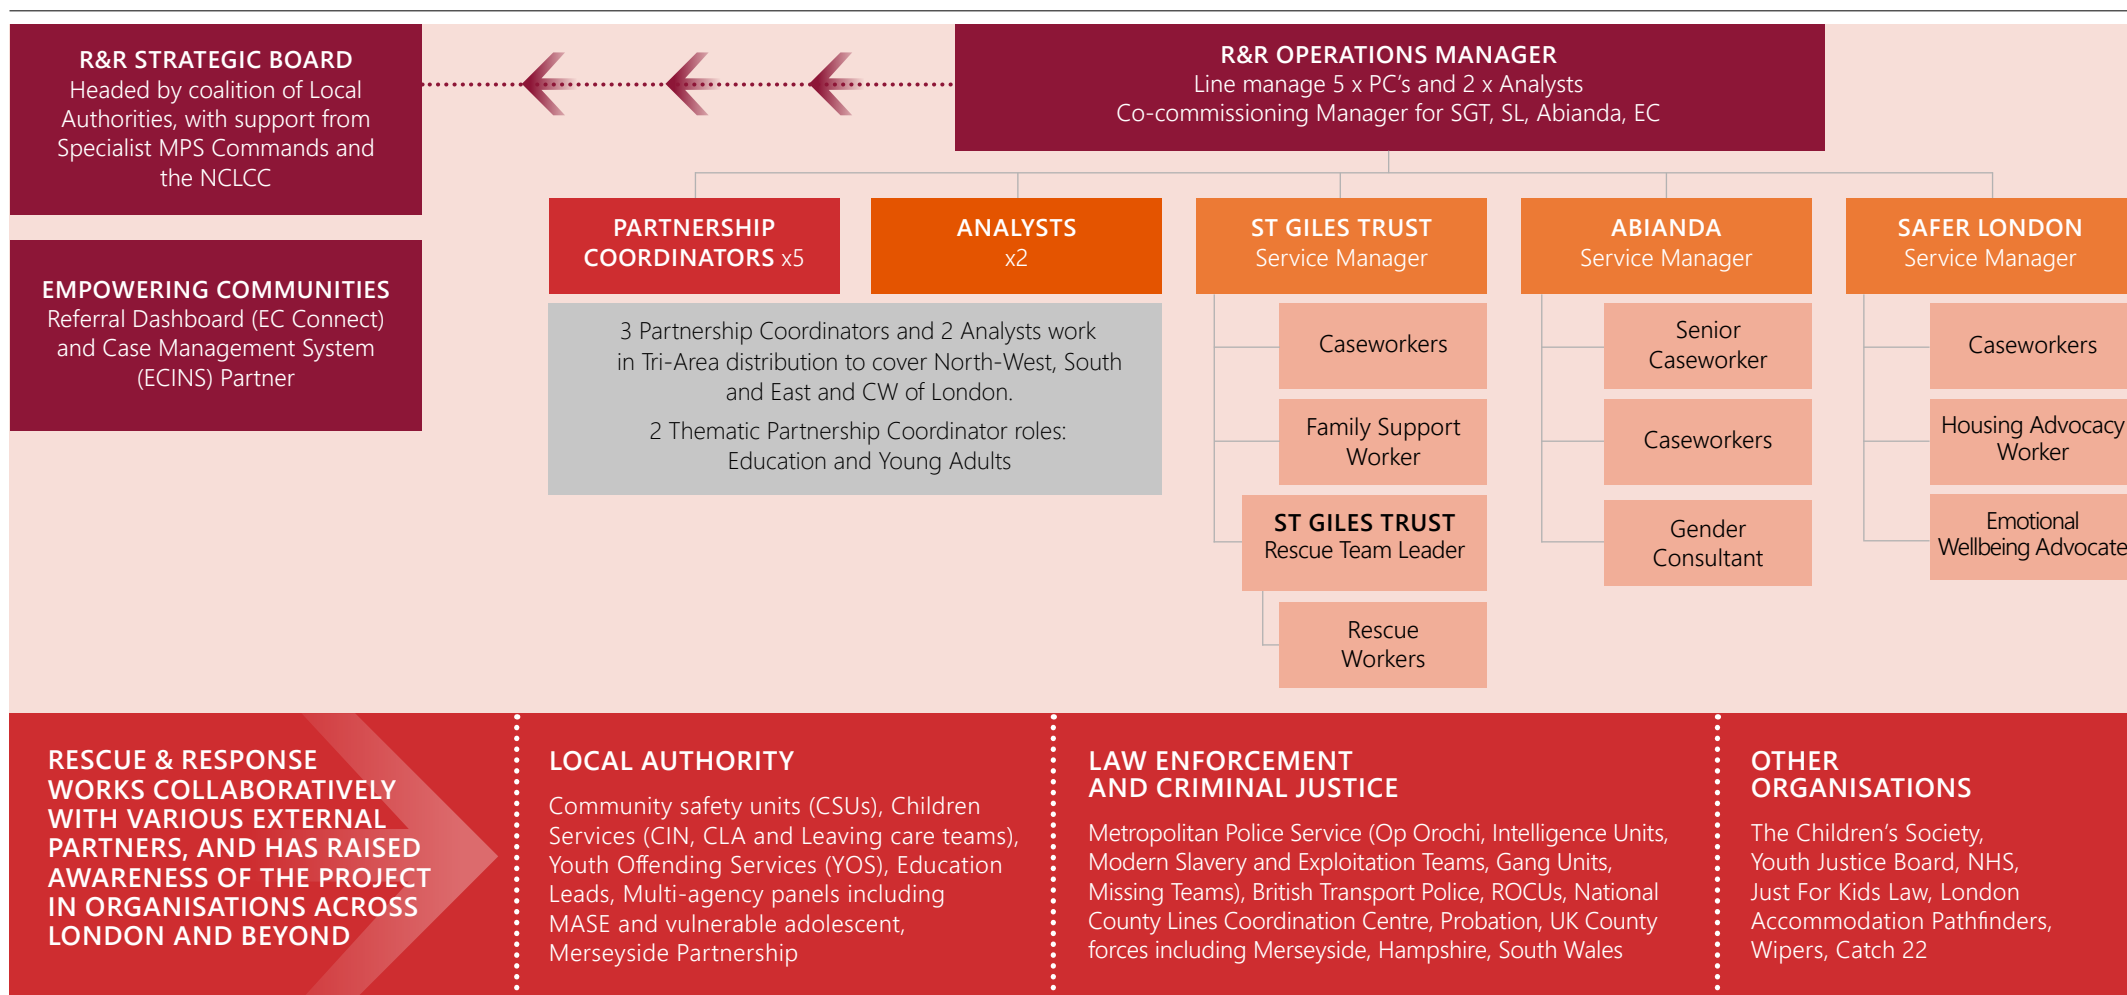 R&R STRATEGIC BOARD
Headed by coalition of Local
Authorities, with support from
Specialist MPS Commands and
the NCLCC
EMPOWERING COMMUNITIES
Referral Dashboard (EC Connect)
and Case Management System
(ECINS) Partner
R&R OPERATIONS MANAGER
Line manage 5 x PC's and 2 x Analysts
Co-commissioning Manager for SGT, SL, Abianda, EC
PARTNERSHIP
COORDINATORS x5
ANALYSTS
x2
3 Partnership Coordinators and 2 Analysts work
in Tri-Area distribution to cover North-West, South
and East and CW of London.
2 Thematic Partnership Coordinator roles:
Education and Young Adults
ST GILES TRUST
Service Manager
Caseworkers
Family Support
Worker
ST GILES TRUST
Rescue Team Leader
Rescue
Workers
ABIANDA
Service Manager
Senior
Caseworker
Caseworkers
Gender
Consultant
SAFER LONDON
Service Manager
Caseworkers
Housing Advocacy
Worker
Emotional
Wellbeing Advocate
RESCUE & RESPONSE
WORKS COLLABORATIVELY
WITH VARIOUS EXTERNAL
PARTNERS, AND HAS RAISED
AWARENESS OF THE PROJECT
IN ORGANISATIONS ACROSS
LONDON AND BEYOND
LOCAL AUTHORITY
Community safety units (CSUs), Children
Services (CIN, CLA and Leaving care teams),
Youth Offending Services (YOS), Education
Leads, Multi-agency panels including
MASE and vulnerable adolescent,
Merseyside Partnership
LAW ENFORCEMENT
AND CRIMINAL JUSTICE
Metropolitan Police Service (Op Orochi, Intelligence Units,
Modern Slavery and Exploitation Teams, Gang Units,
Missing Teams), British Transport Police, ROCUs, National
County Lines Coordination Centre, Probation, UK County
forces including Merseyside, Hampshire, South Wales
OTHER
ORGANISATIONS
The Children's Society,
Youth Justice Board, NHS,
Just For Kids Law, London
Accommodation Pathfinders,
Wipers, Catch 22